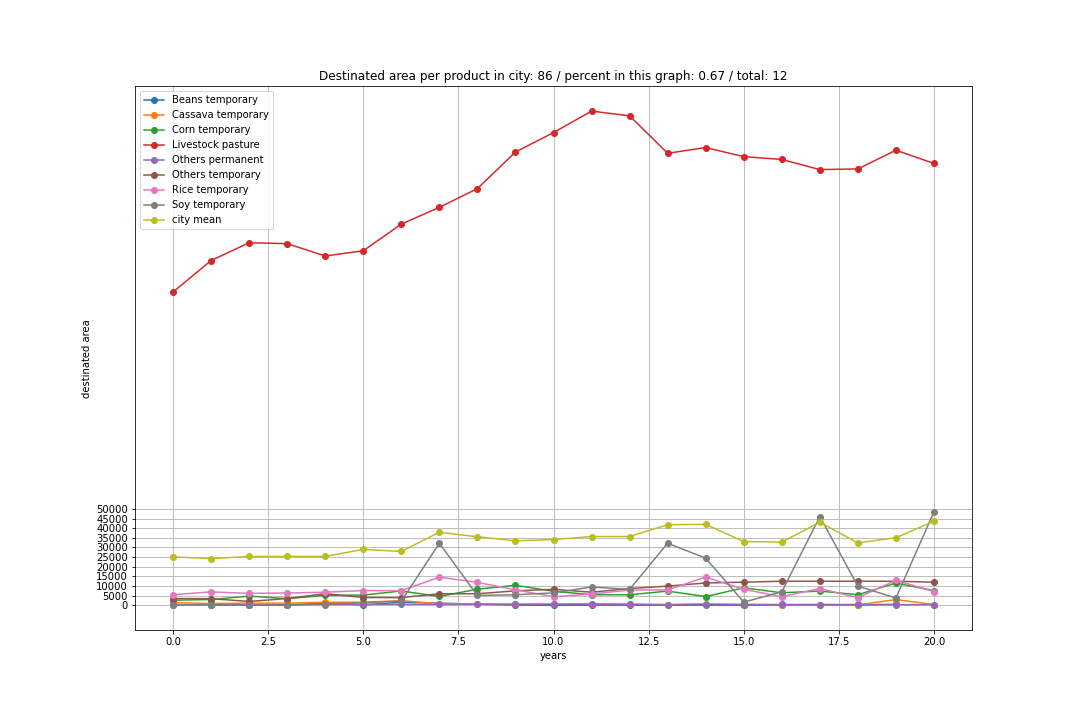 Destinated area per product in city: 86 / percent in this graph: 0.67 / total: 12
Beans temporary
Cassava temporary
Corn temporary
Livestock pasture
Others permanent
Others temporary
Rice temporary
Soy temporary
city mean
destinated area
50000
45000
40000
35000
30000
25000
20000
15000
10000
5000
0
0.0 2.5 5.0 7.5 10.0 12.5 15.0 17.5 20.0
years